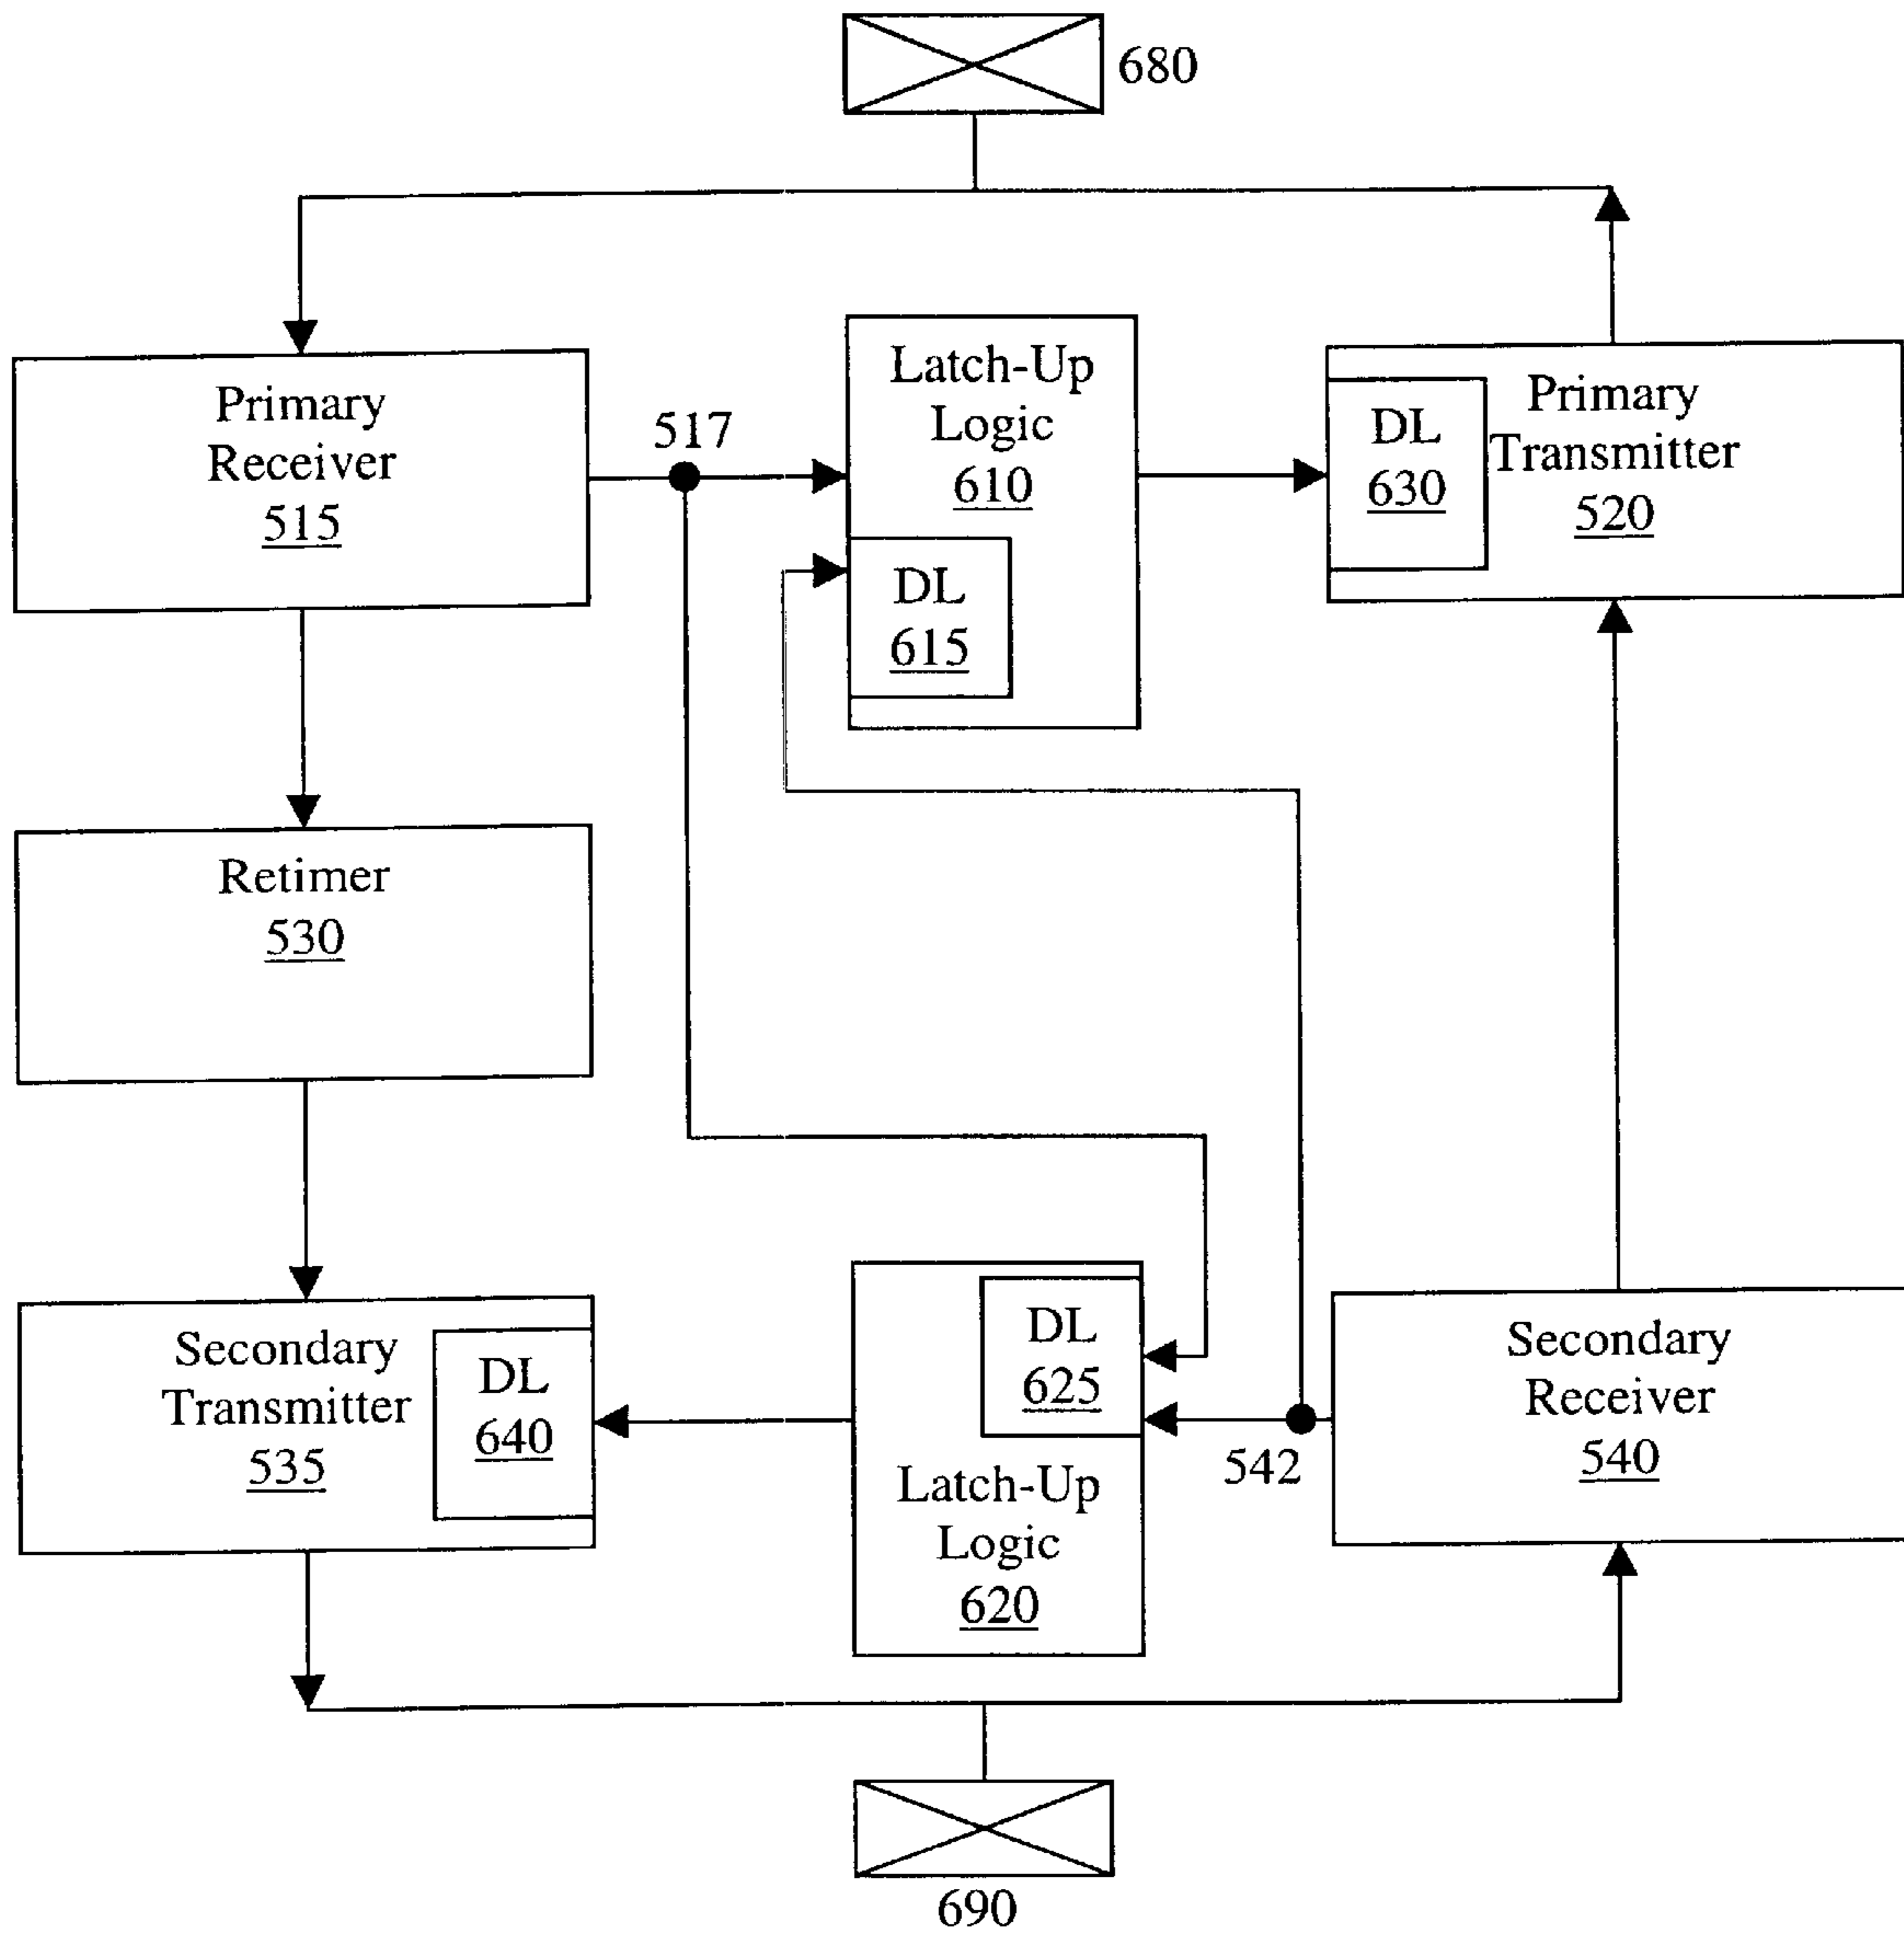 680
Primary
Receiver
515
517
Latch-Up
Logic
610
DL
615
DL
630
Primary
Transmitter
520
Retimer
530
Secondary
Transmitter
535
DL
640
DL
625
Latch-Up
Logic
620
542
Secondary
Receiver
540
690